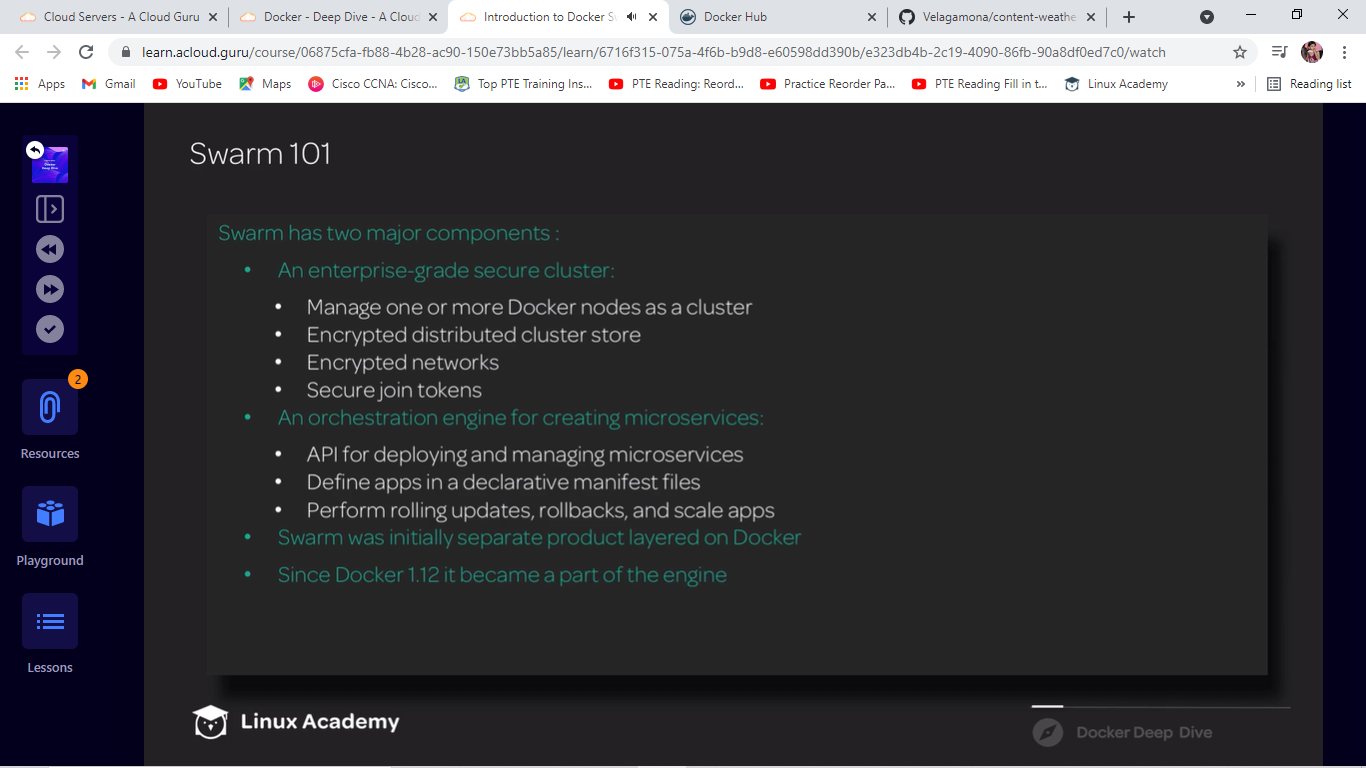 Cloud Servers - A Cloud Guru
Docker - Deep Dive - A Cloud
Introduction to Docker Sw
Docker Hub
Velagamona/content-weathe
learn.acloud.guru/course/06875cfa-fb88-4b28-ac90-150e73bb5a85/learn/6716f315-075a-4f6b-b9d8-e60598dd390b/e323db4b-2c19-4090-86fb-90a8df0ed7c0/watch
Apps
Gmail
YouTube
Maps
Cisco CCNA: Cisco...
Top PTE Training Ins...
PTE Reading: Reord...
Practice Reorder Pa...
PTE Reading Fill in t...
Linux Academy
»
Reading list
Swarm 101
Swarm has two major components :
• An enterprise-grade secure cluster:
• Manage one or more Docker nodes as a cluster
• Encrypted distributed cluster store
• Encrypted networks
• Secure join tokens
• An orchestration engine for creating microservices:
• API for deploying and managing microservices
• Define apps in a declarative manifest files
• Perform rolling updates, rollbacks, and scale apps
• Swarm was initially separate product layered on Docker
• Since Docker 1.12 it became a part of the engine
2
Resources
Playground
Lessons
Linux Academy
Docker Deep Dive